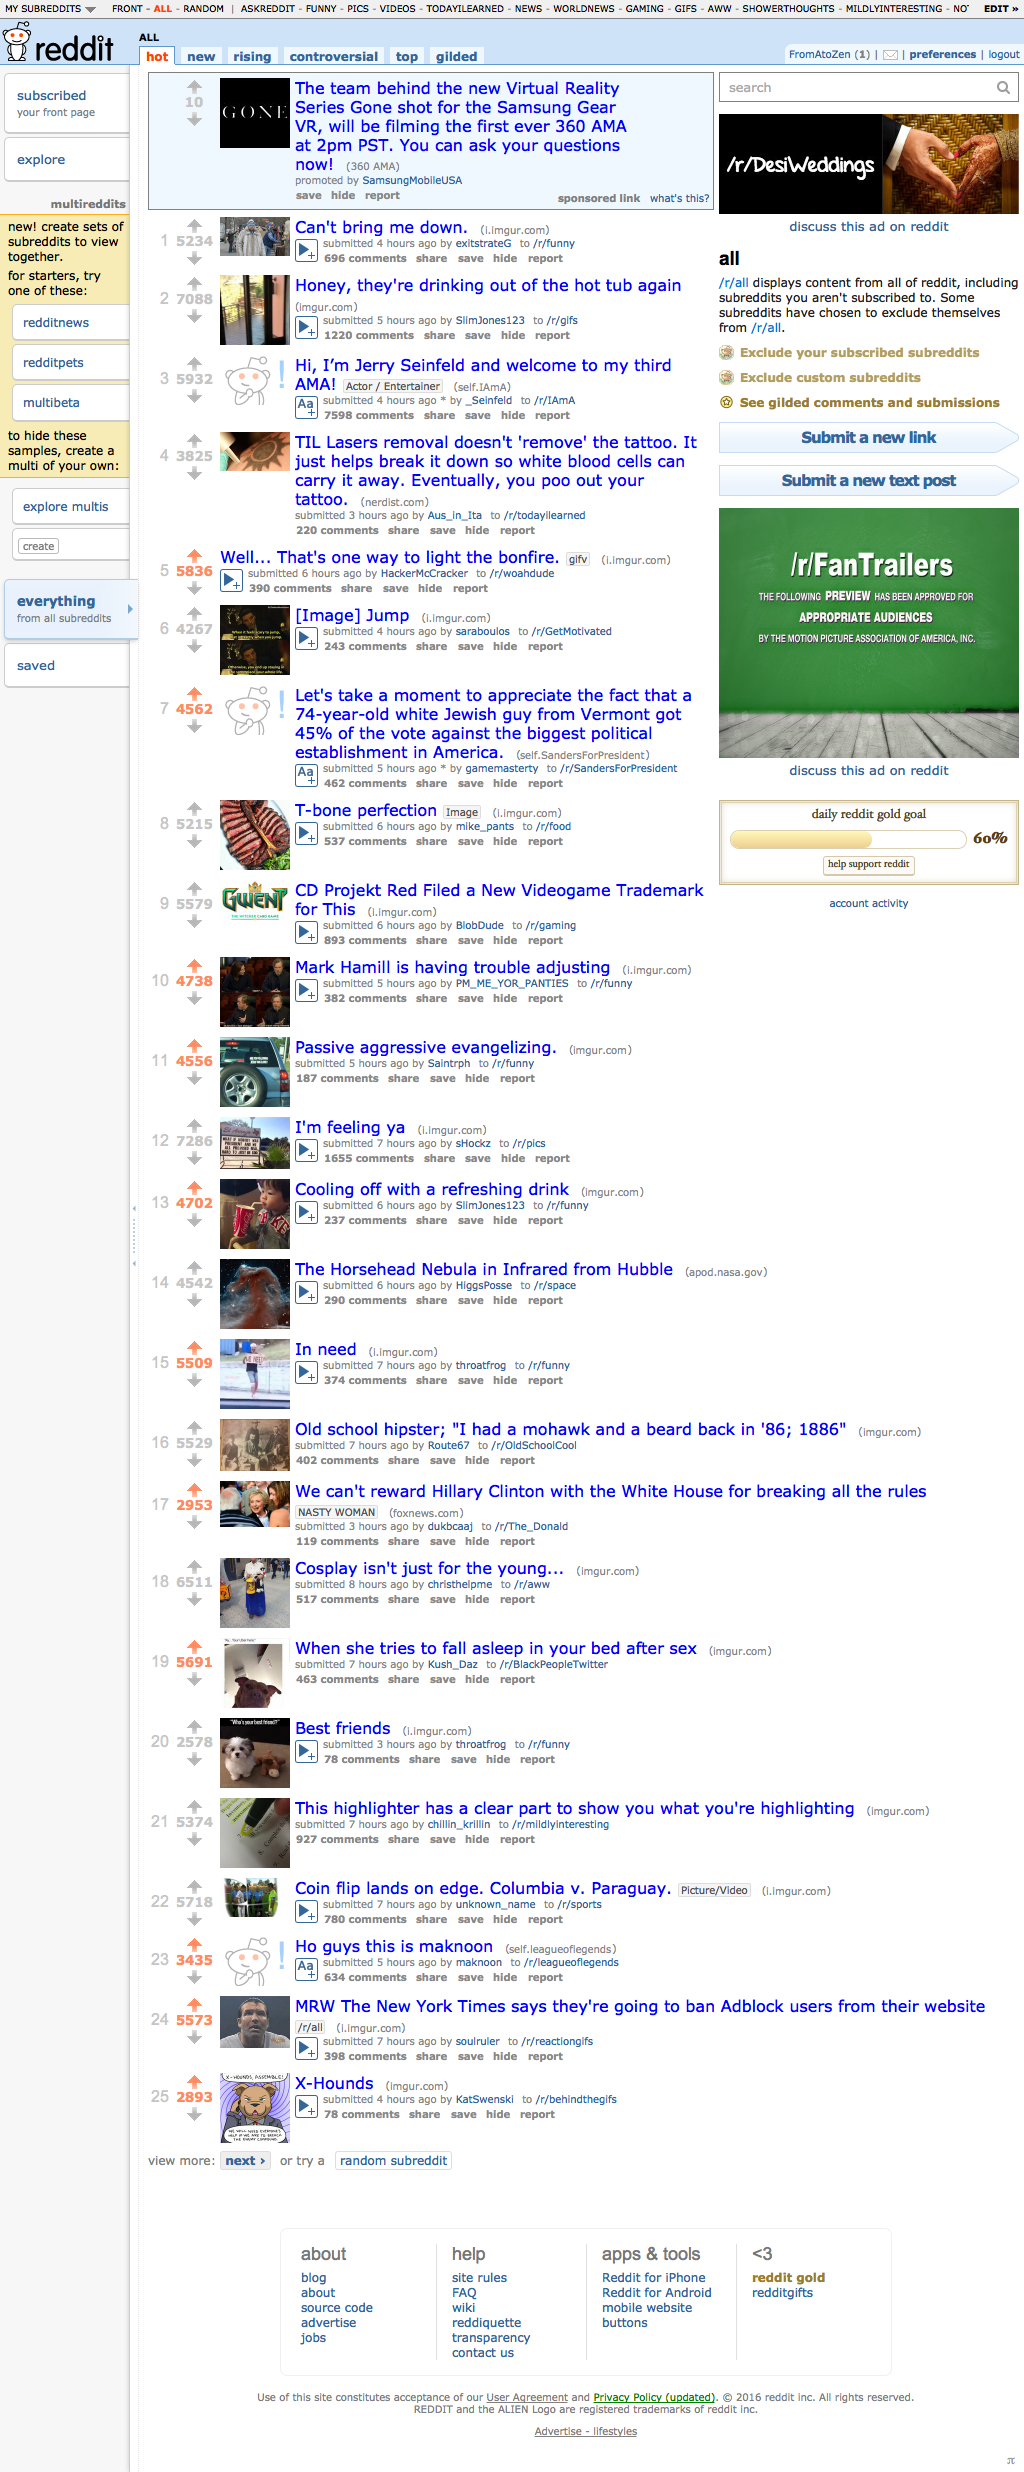 MY SUBREDDITS FRONT - ALL - RANDOM | ASKREDDIT - FUNNY - PICS - VIDEOS - TODAYILEARNED - NEWS - WORLDNEWS - GAMING - GIFS - AWW - SHOWERTHOUGHTS - MILDLYINTERESTING - NO EDIT »
reddit ALL
hot new rising controversial top gilded
FromAtoZen (1) | preferences | logout
subscribed
your front page
explore
multireddits
new! create sets of
subreddits to view
together.
for starters, try
one of these:
redditnews
redditpets
multibeta
to hide these
samples, create a
multi of your own:
explore multis
create
everything
from all subreddits
saved
10
GONE
The team behind the new Virtual Reality
Series Gone shot for the Samsung Gear
VR, will be filming the first ever 360 AMA
at 2pm PST. You can ask your questions
now! (360 AMA)
promoted by SamsungMobileUSA
save hide report
sponsored link what's this?
1 5234 Can't bring me down. (i.imgur.com)
submitted 4 hours ago by exitstrateG to /r/funny
696 comments share save hide report
2 7088 Honey, they're drinking out of the hot tub again
(imgur.com)
submitted 5 hours ago by SlimJones123 to /r/gifs
1220 comments share save hide report
3 5932 Hi, I'm Jerry Seinfeld and welcome to my third
AMA! Actor / Entertainer (self.IAmA)
Aa submitted 4 hours ago * by _Seinfeld to /r/IAmA
7598 comments share save hide report
4 3825 TIL Lasers removal doesn't 'remove' the tattoo. It
just helps break it down so white blood cells can
carry it away. Eventually, you poo out your
tattoo. (nerdist.com)
submitted 3 hours ago by Aus_in_Ita to /r/todayilearned
220 comments share save hide report
5 5836 Well... That's one way to light the bonfire. gifv (i.imgur.com)
submitted 6 hours ago by HackerMcCracker to /r/woahdude
390 comments share save hide report
6 4267 [Image] Jump (i.imgur.com)
submitted 4 hours ago by saraboulos to /r/GetMotivated
243 comments share save hide report
7 4562 Let's take a moment to appreciate the fact that a
74-year-old white Jewish guy from Vermont got
45% of the vote against the biggest political
establishment in America. (self.SandersForPresident)
Aa submitted 5 hours ago * by gamemasterty to /r/SandersForPresident
462 comments share save hide report
8 5215 T-bone perfection Image (i.imgur.com)
submitted 6 hours ago by mike_pants to /r/food
537 comments share save hide report
9 5579 GWENT CD Projekt Red Filed a New Videogame Trademark
for This (i.imgur.com)
submitted 6 hours ago by BlobDude to /r/gaming
893 comments share save hide report
10 4738 Mark Hamill is having trouble adjusting (i.imgur.com)
submitted 5 hours ago by PM_ME_YOR_PANTIES to /r/funny
382 comments share save hide report
11 4556 Passive aggressive evangelizing. (imgur.com)
submitted 5 hours ago by Saintrph to /r/funny
187 comments share save hide report
12 7286 I'm feeling ya (i.imgur.com)
submitted 7 hours ago by sHockz to /r/pics
1655 comments share save hide report
13 4702 Cooling off with a refreshing drink (imgur.com)
submitted 6 hours ago by SlimJones123 to /r/funny
237 comments share save hide report
14 4542 The Horsehead Nebula in Infrared from Hubble (apod.nasa.gov)
submitted 6 hours ago by HiggsPosse to /r/space
290 comments share save hide report
15 5509 In need (i.imgur.com)
submitted 7 hours ago by throatfrog to /r/funny
374 comments share save hide report
16 5529 Old school hipster; "I had a mohawk and a beard back in '86; 1886" (imgur.com)
submitted 7 hours ago by Route67 to /r/OldSchoolCool
402 comments share save hide report
17 2953 We can't reward Hillary Clinton with the White House for breaking all the rules
NASTY WOMAN (foxnews.com)
submitted 3 hours ago by dukbcaaj to /r/The_Donald
119 comments share save hide report
18 6511 Cosplay isn't just for the young... (imgur.com)
submitted 8 hours ago by christhelpme to /r/aww
517 comments share save hide report
19 5691 When she tries to fall asleep in your bed after sex (imgur.com)
submitted 7 hours ago by Kush_Daz to /r/BlackPeopleTwitter
463 comments share save hide report
"Who's your best friend?"
20 2578 Best friends (i.imgur.com)
submitted 3 hours ago by throatfrog to /r/funny
78 comments share save hide report
21 5374 This highlighter has a clear part to show you what you're highlighting (imgur.com)
submitted 7 hours ago by chillin_krillin to /r/mildlyinteresting
927 comments share save hide report
22 5718 Coin flip lands on edge. Columbia v. Paraguay. Picture/Video (i.imgur.com)
submitted 7 hours ago by unknown_name to /r/sports
780 comments share save hide report
23 3435 Ho guys this is maknoon (self.leagueoflegends)
Aa submitted 5 hours ago by maknoon to /r/leagueoflegends
634 comments share save hide report
24 5573 MRW The New York Times says they're going to ban Adblock users from their website
/r/all (i.imgur.com)
submitted 7 hours ago by soulruler to /r/reactiongifs
398 comments share save hide report
X-HOUNDS, ASSEMBLE!
25 2893 X-Hounds (imgur.com)
submitted 4 hours ago by KatSwenski to /r/behindthegifs
78 comments share save hide report
view more: next › or try a random subreddit
search
/r/DesiWeddings
discuss this ad on reddit
all
/r/all displays content from all of reddit, including
subreddits you aren't subscribed to. Some
subreddits have chosen to exclude themselves
from /r/all.
Exclude your subscribed subreddits
Exclude custom subreddits
See gilded comments and submissions
Submit a new link
Submit a new text post
/r/FanTrailers
THE FOLLOWING PREVIEW HAS BEEN APPROVED FOR
APPROPRIATE AUDIENCES
BY THE MOTION PICTURE ASSOCIATION OF AMERICA, INC.
discuss this ad on reddit
daily reddit gold goal
60%
help support reddit
account activity
about
blog
about
source code
advertise
jobs
help
site rules
FAQ
wiki
reddiquette
transparency
contact us
apps & tools
Reddit for iPhone
Reddit for Android
mobile website
buttons
<3
reddit gold
redditgifts
Use of this site constitutes acceptance of our User Agreement and Privacy Policy (updated). © 2016 reddit inc. All rights reserved.
REDDIT and the ALIEN Logo are registered trademarks of reddit inc.
Advertise - lifestyles
π